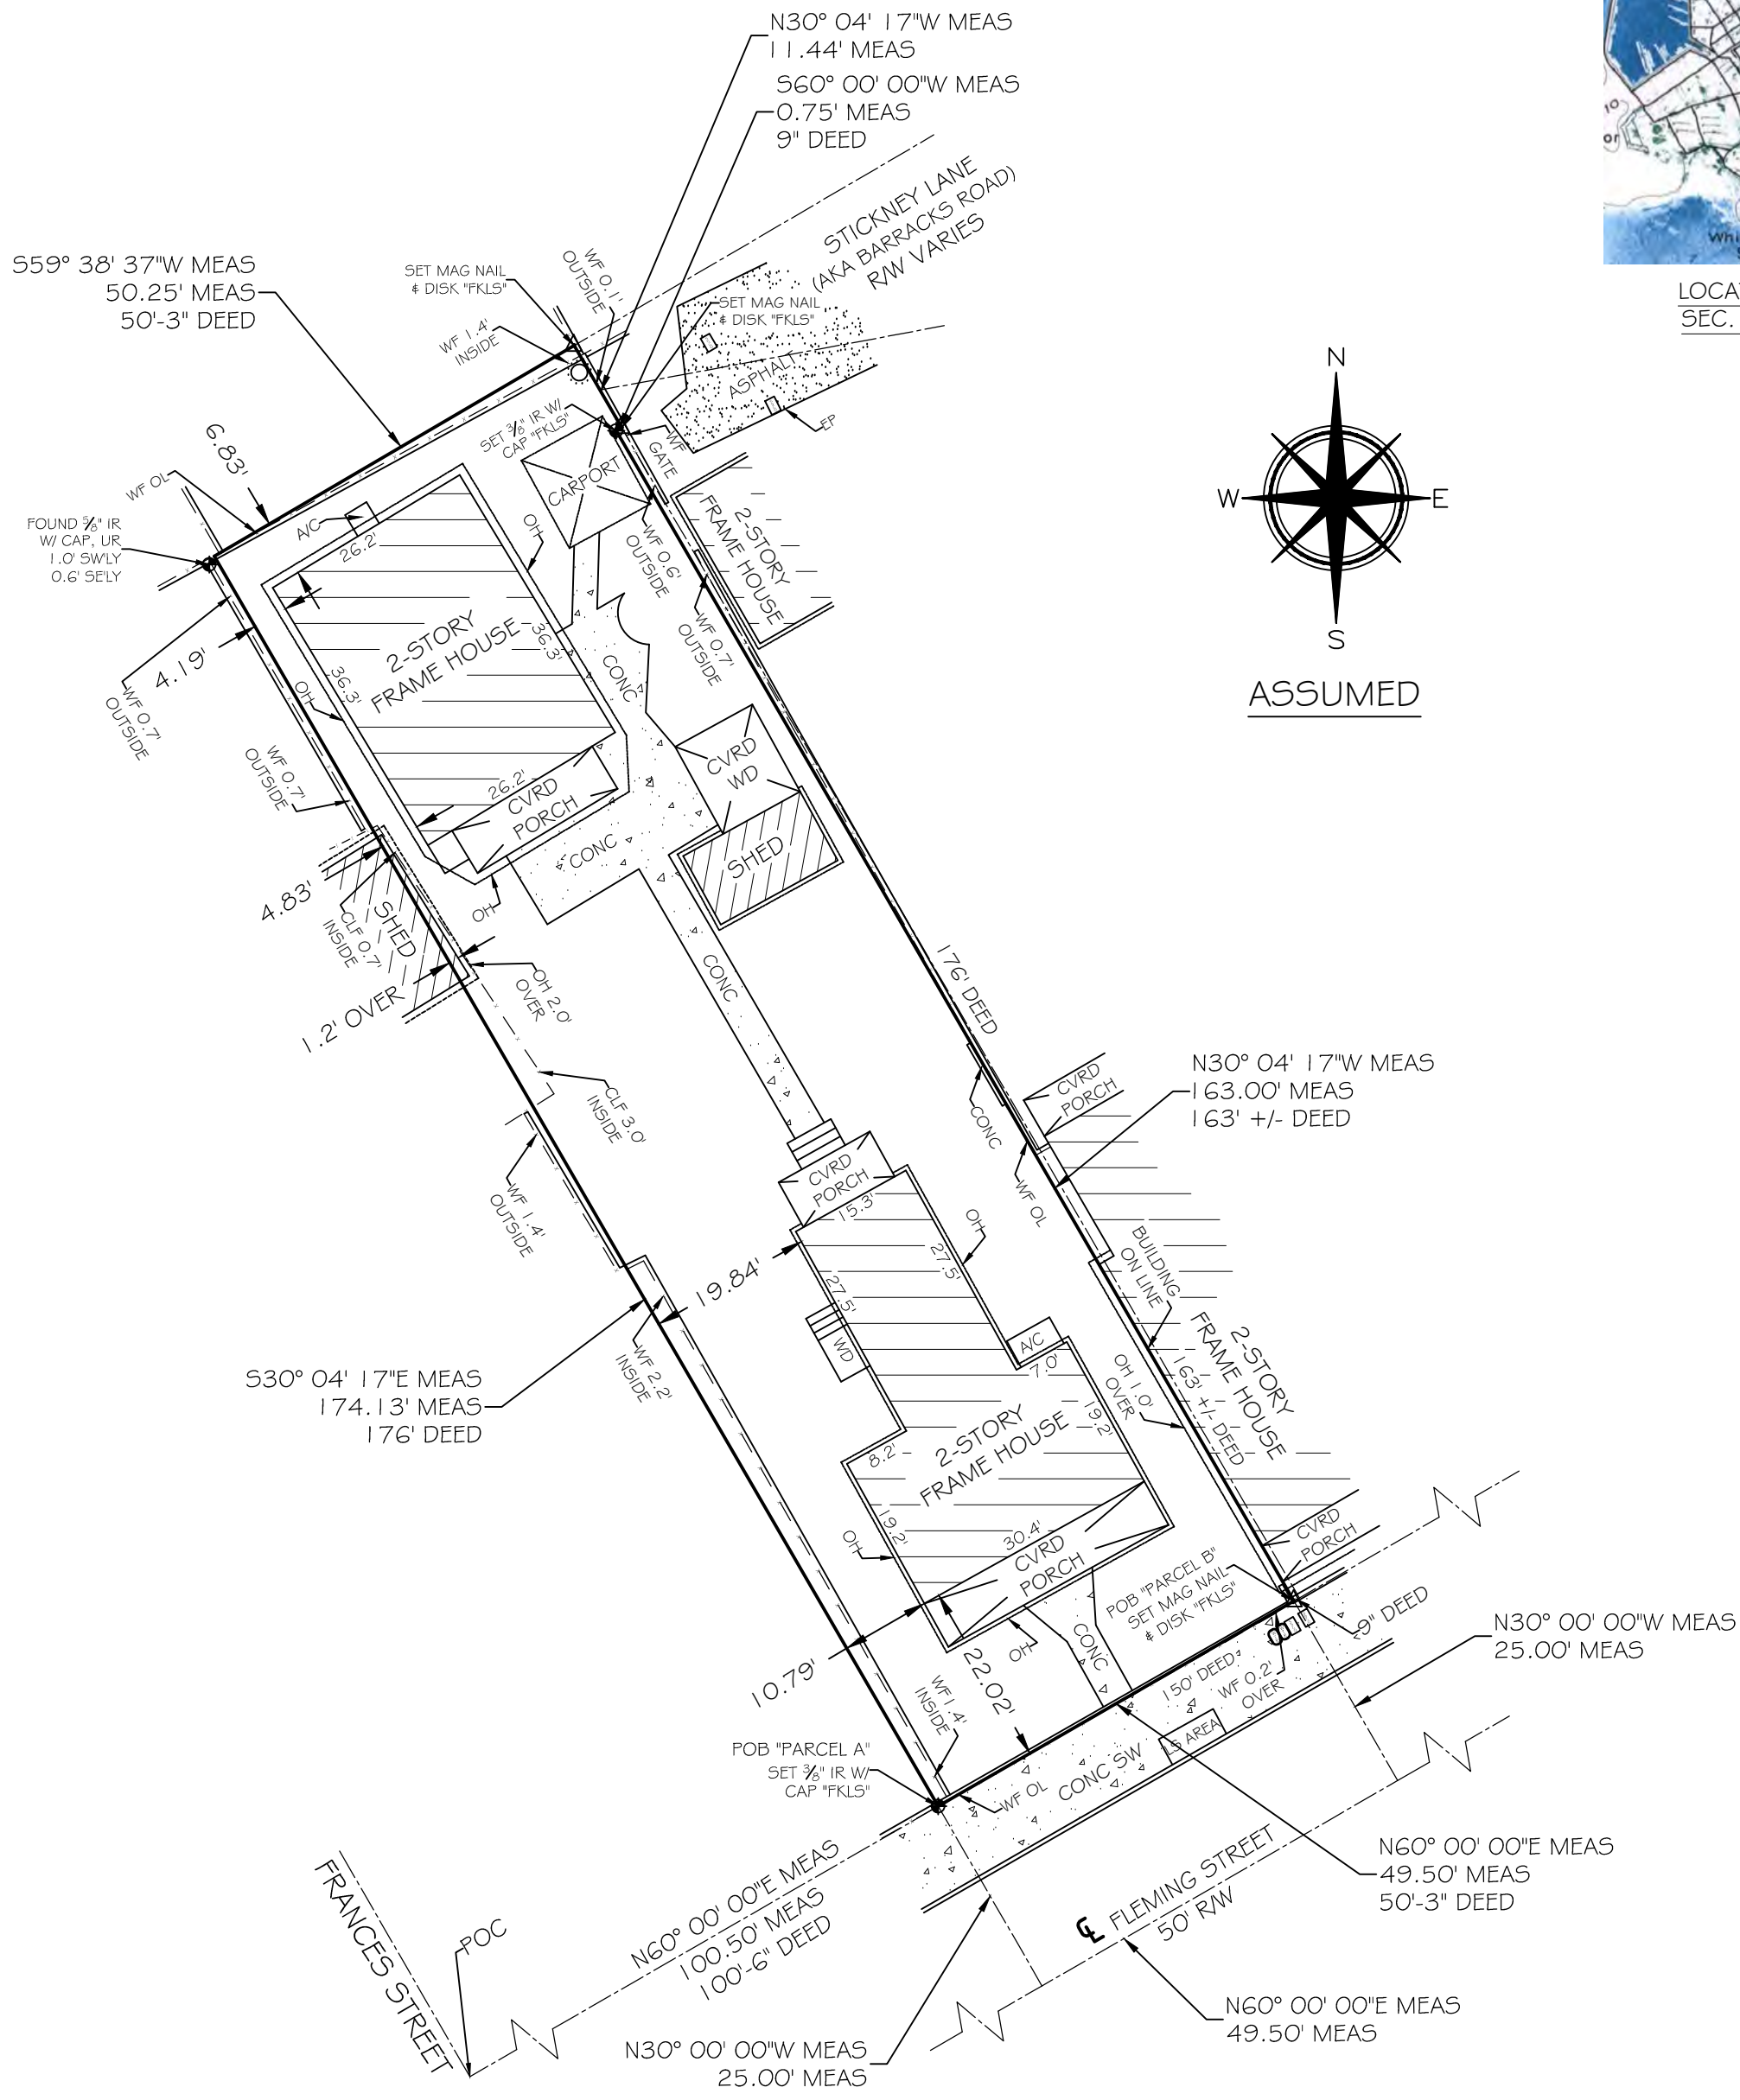 N30° 04' 17"W MEAS
11.44' MEAS
S60° 00' 00"W MEAS
0.75' MEAS
9" DEED
STICKNEY LANE
(AKA BARRACKS ROAD)
R/W VARIES
S59° 38' 37"W MEAS
50.25' MEAS
50'-3" DEED
SET MAG NAIL
& DISK "FKLS"
WF 0.1'
OUTSIDE
SET MAG NAIL
& DISK "FKLS"
WF 1.4'
INSIDE
ASPHALT
EP
SET 3/8" IR W/
CAP "FKLS"
WF
GATE
CARPORT
6.83'
WF OL
FOUND 5/8" IR
W/ CAP, UR
1.0' SW'LY
0.6' SE'LY
A/C
26.2'
OH
2-STORY
FRAME HOUSE
WF 0.6'
OUTSIDE
WF 0.7'
OUTSIDE
2-STORY
FRAME HOUSE
36.3'
36.3'
OH
4.19'
WF 0.7'
OUTSIDE
WF 0.7'
OUTSIDE
CONC
26.2'
CVRD
PORCH
CVRD
WD
SHED
CONC
OH
4.83'
CLF 0.7'
INSIDE
SHED
1.2' OVER
OH 2.0'
OVER
CONC
176' DEED
CLF 3.0'
INSIDE
WF 1.4'
OUTSIDE
CONC
WF OL
CVRD
PORCH
N30° 04' 17"W MEAS
163.00' MEAS
163' +/- DEED
CVRD
PORCH
15.3'
OH
27.5'
27.5'
19.84'
WD
A/C
7.0'
BUILDING
ON LINE
2-STORY
FRAME HOUSE
163' +/- DEED
OH 1.0'
OVER
WF 2.2'
INSIDE
S30° 04' 17"E MEAS
174.13' MEAS
176' DEED
2-STORY
FRAME HOUSE
8.2'
19.2'
19.2'
OH
30.4'
CVRD
PORCH
OH
CVRD
PORCH
POB "PARCEL B"
SET MAG NAIL
& DISK "FKLS"
9" DEED
N30° 00' 00"W MEAS
25.00' MEAS
10.79'
22.02'
CONC
150' DEED
WF 0.2'
OVER
WF 1.4'
INSIDE
LS AREA
CONC SW
WF OL
POB "PARCEL A"
SET 3/8" IR W/
CAP "FKLS"
N60° 00' 00"E MEAS
49.50' MEAS
50'-3" DEED
FLEMING STREET
50' R/W
N60° 00' 00"E MEAS
100.50' MEAS
100'-6" DEED
FRANCES STREET
POC
N60° 00' 00"E MEAS
49.50' MEAS
N30° 00' 00"W MEAS
25.00' MEAS
N
W
E
S
ASSUMED
LOCA
SEC.
Whi